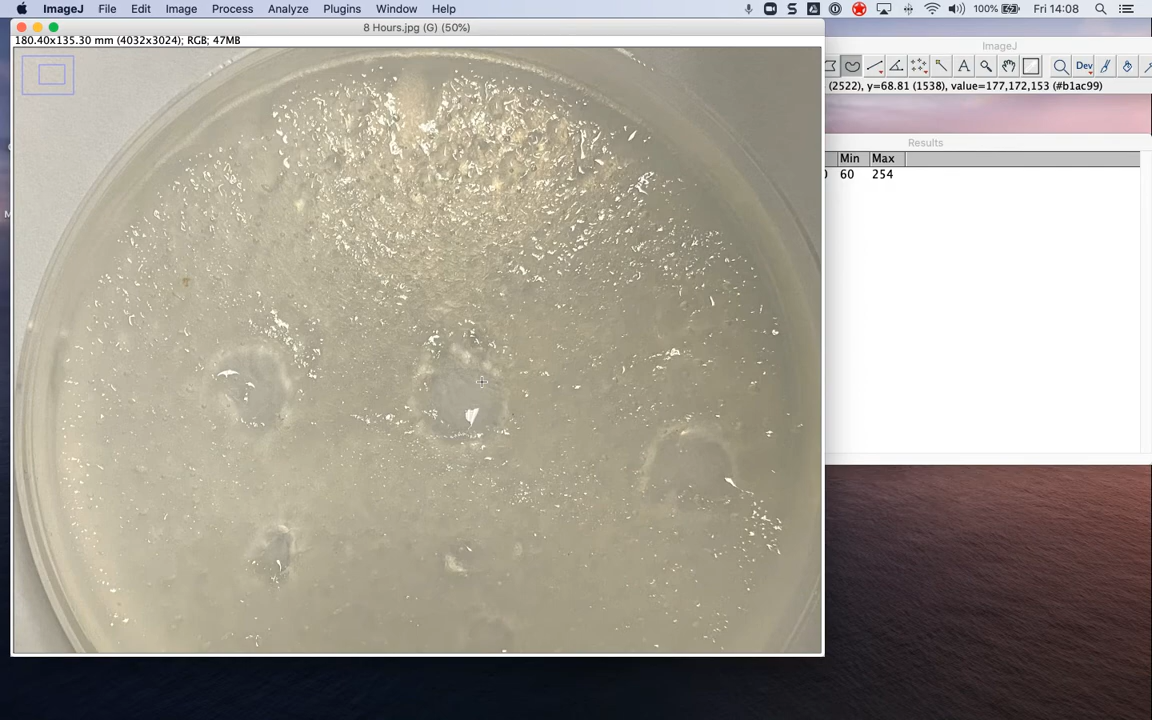 ImageJ File Edit Image Process Analyze Plugins Window Help 100% Fri 14:08
8 Hours.jpg (G) (50%)
180.40x135.30 mm (4032x3024); RGB; 47MB
ImageJ
A Dev
(2522), y=68.81 (1538), value=177,172,153 (#b1ac99)
Results
Min Max
60 254